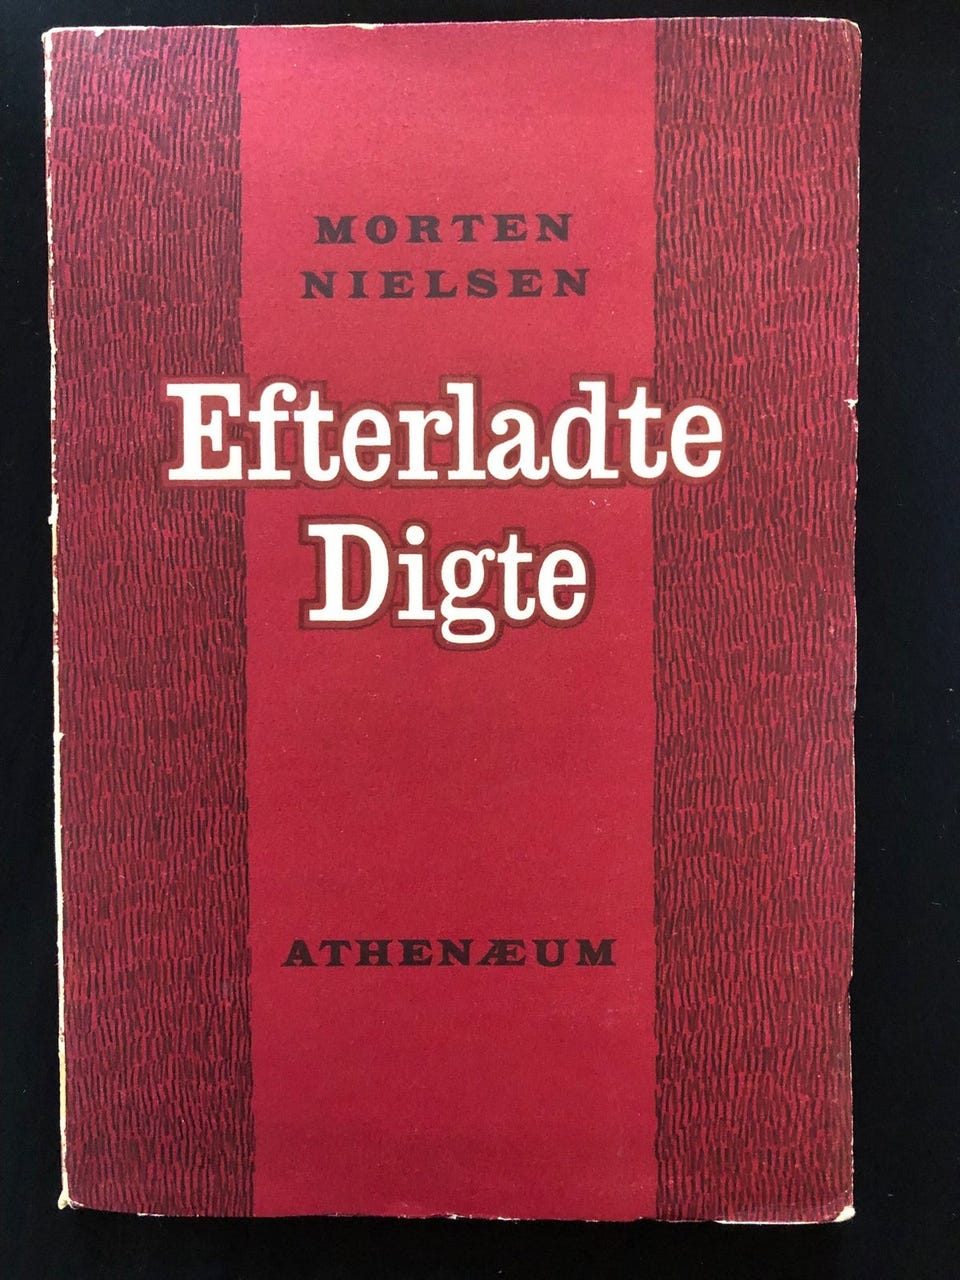 MORTEN
NIELSEN
Efterladte
Digte
ATHENÆUM